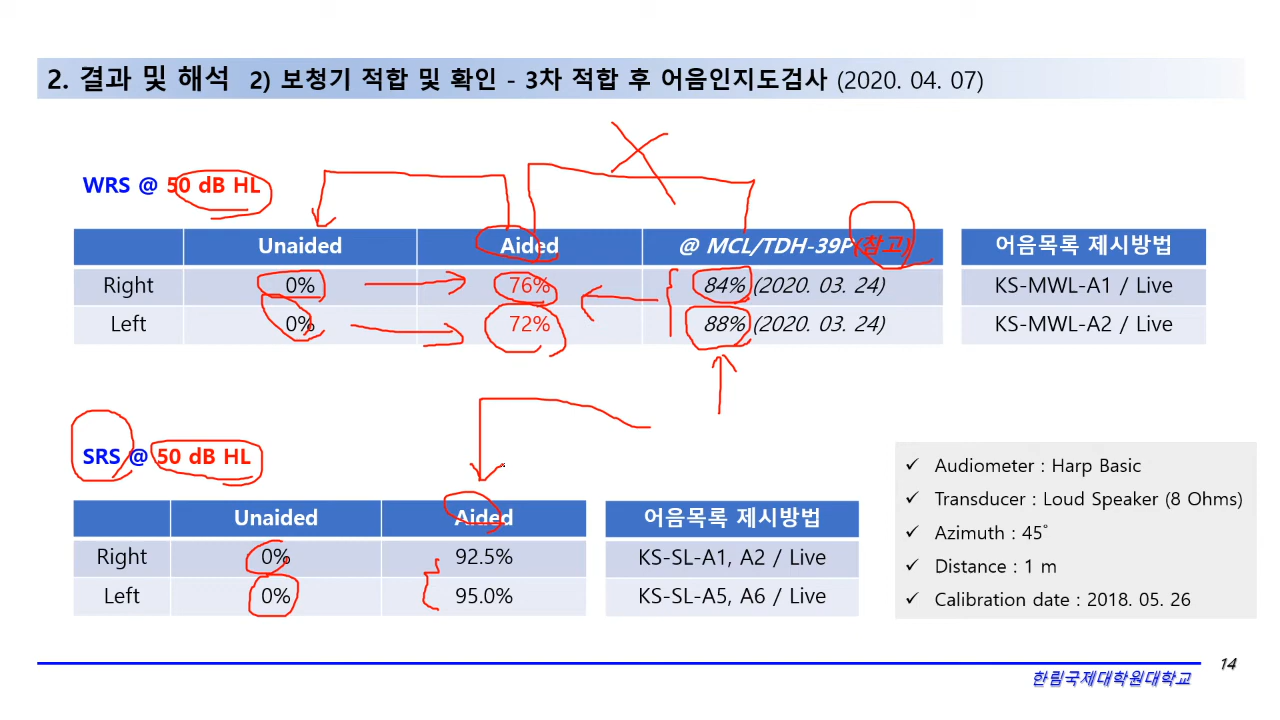 2. 결과 및 해석 2) 보청기 적합 및 확인 - 3차 적합 후 어음인지도검사 (2020. 04. 07)
WRS @ 50 dB HL
Unaided Aided @ MCL/TDH-39P(참고) 어음목록 제시방법
Right 0% 76% 84% (2020. 03. 24) KS-MWL-A1 / Live
Left 0% 72% 88% (2020. 03. 24) KS-MWL-A2 / Live
SRS @ 50 dB HL
Unaided Aided 어음목록 제시방법
Right 0% 92.5% KS-SL-A1, A2 / Live
Left 0% 95.0% KS-SL-A5, A6 / Live
✓ Audiometer : Harp Basic
✓ Transducer : Loud Speaker (8 Ohms)
✓ Azimuth : 45˚
✓ Distance : 1 m
✓ Calibration date : 2018. 05. 26
14
한림국제대학원대학교